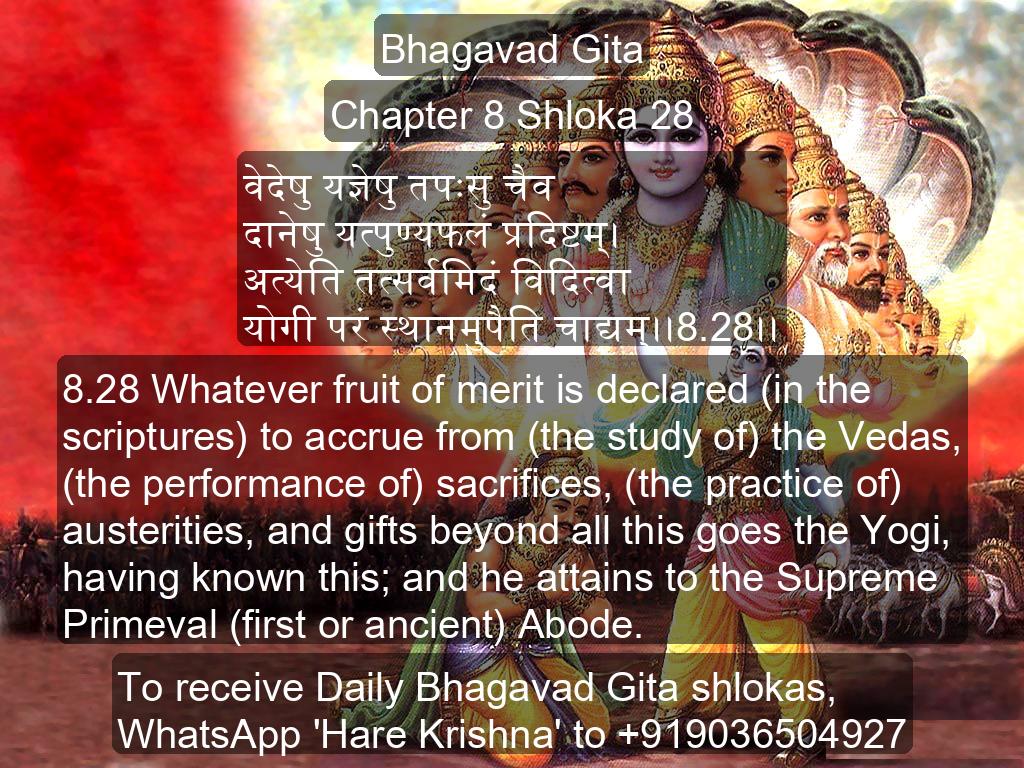 Bhagavad Gita
Chapter 8 Shloka 28
वेदेषु यज्ञेषु तपःसु चैव
दानेषु यत्पुण्यफलं प्रदिष्टम्।
अत्येति तत्सर्वमिदं विदित्वा
योगी परं स्थानमुपैति चाद्यम्।।8.28।।
8.28 Whatever fruit of merit is declared (in the
scriptures) to accrue from (the study of) the Vedas,
(the performance of) sacrifices, (the practice of)
austerities, and gifts beyond all this goes the Yogi,
having known this; and he attains to the Supreme
Primeval (first or ancient) Abode.
To receive Daily Bhagavad Gita shlokas,
WhatsApp 'Hare Krishna' to +919036504927